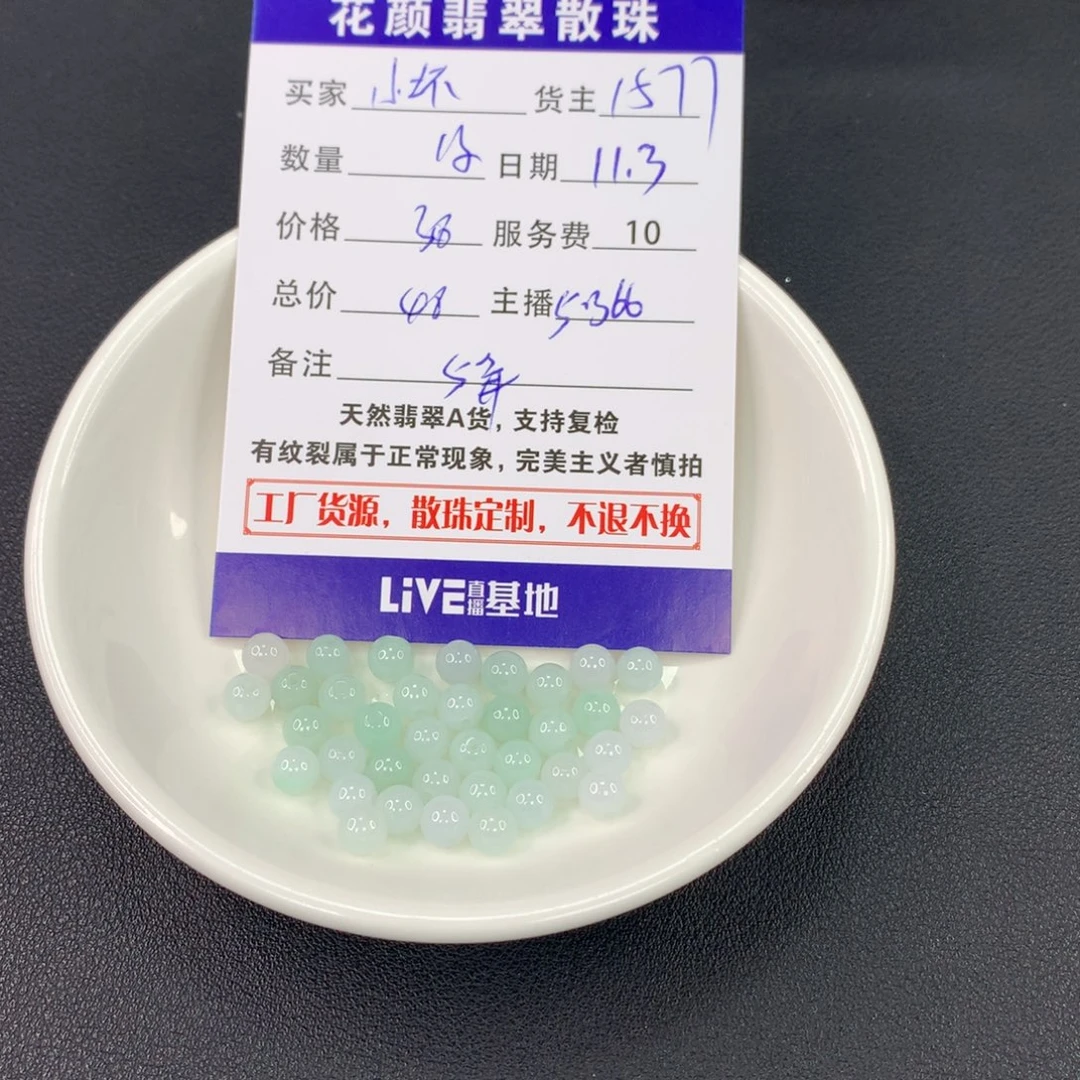 花颜翡翠散珠
买家 小坏 货主 1577
数量 日期 11.3
价格 38 服务费 10
总价 48 主播
备注
天然翡翠A货，支持复检
有纹裂属于正常现象，完美主义者慎拍
工厂货源，散珠定制，不退不换
LiVE直播基地